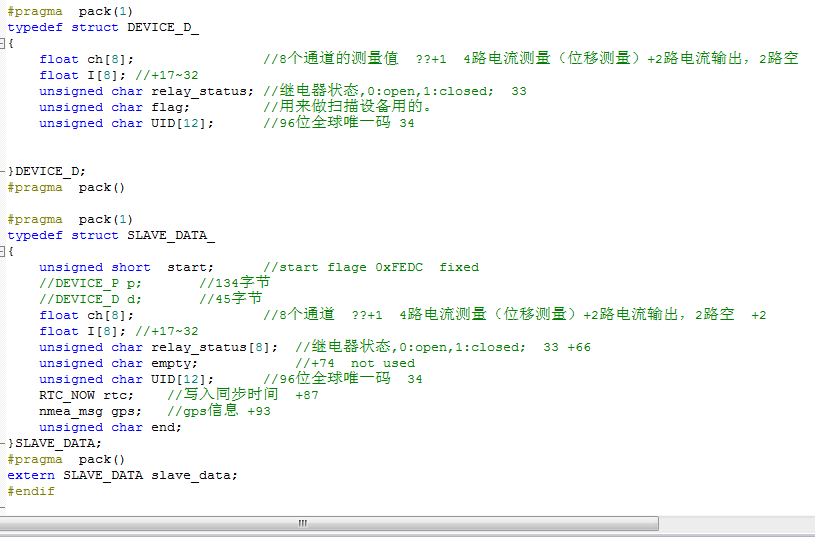 #pragma  pack(1)
typedef struct DEVICE_D_
{
    float ch[8];                //8个通道的测量值  ??+1  4路电流测量（位移测量）+2路电流输出，2路空
    float I[8]; //+17~32
    unsigned char relay_status; //继电器状态,0:open,1:closed;  33
    unsigned char flag;         //用来做扫描设备用的。
    unsigned char UID[12];      //96位全球唯一码 34
}DEVICE_D;
#pragma  pack()
#pragma  pack(1)
typedef struct SLAVE_DATA_
{
    unsigned short  start;      //start flage 0xFEDC  fixed
    //DEVICE_P p;       //134字节
    //DEVICE_D d;       //45字节
    float ch[8];                //8个通道  ??+1  4路电流测量（位移测量）+2路电流输出，2路空  +2
    float I[8]; //+17~32
    unsigned char relay_status[8];  //继电器状态,0:open,1:closed;  33 +66
    unsigned char empty;            //+74  not used
    unsigned char UID[12];      //96位全球唯一码  34
    RTC_NOW rtc;    //写入同步时间  +87
    nmea_msg gps;   //gps信息 +93
    unsigned char end;
}SLAVE_DATA;
#pragma  pack()
extern SLAVE_DATA slave_data;
#endif